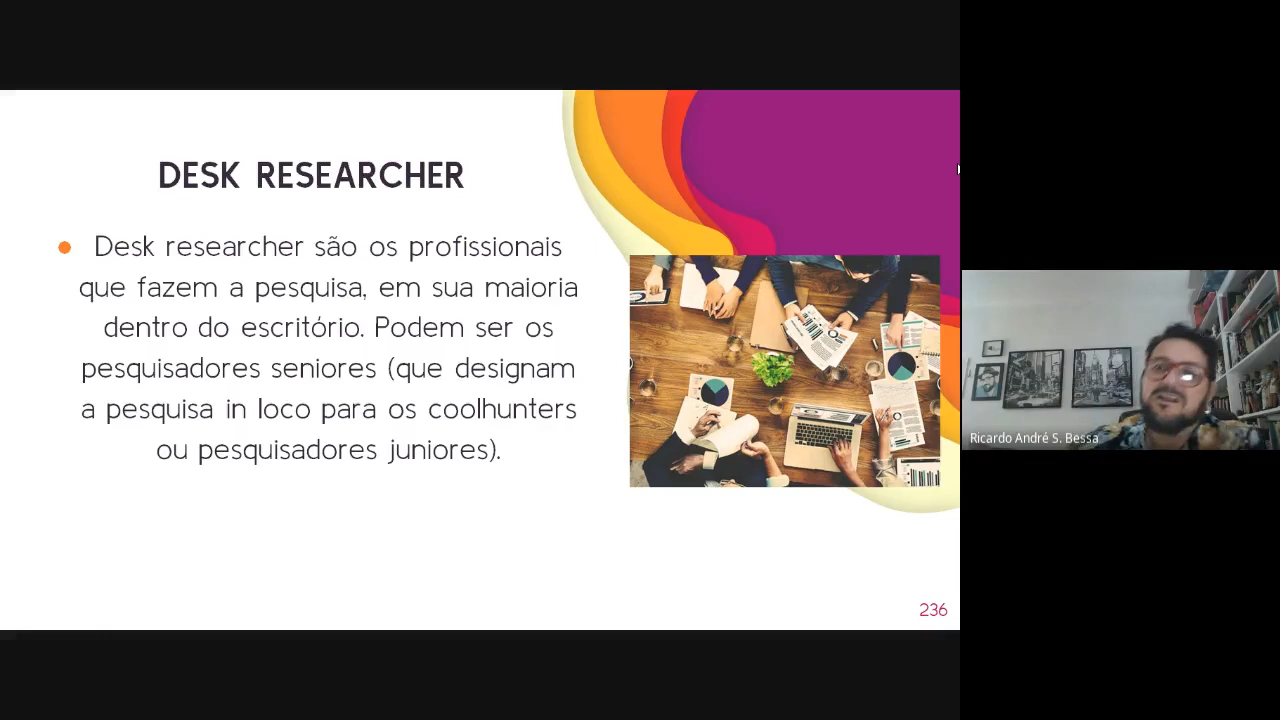 DESK RESEARCHER
Desk researcher são os profissionais
que fazem a pesquisa, em sua maioria
dentro do escritório. Podem ser os
pesquisadores seniores (que designam
a pesquisa in loco para os coolhunters
ou pesquisadores juniores).
236
Ricardo André S. Bessa